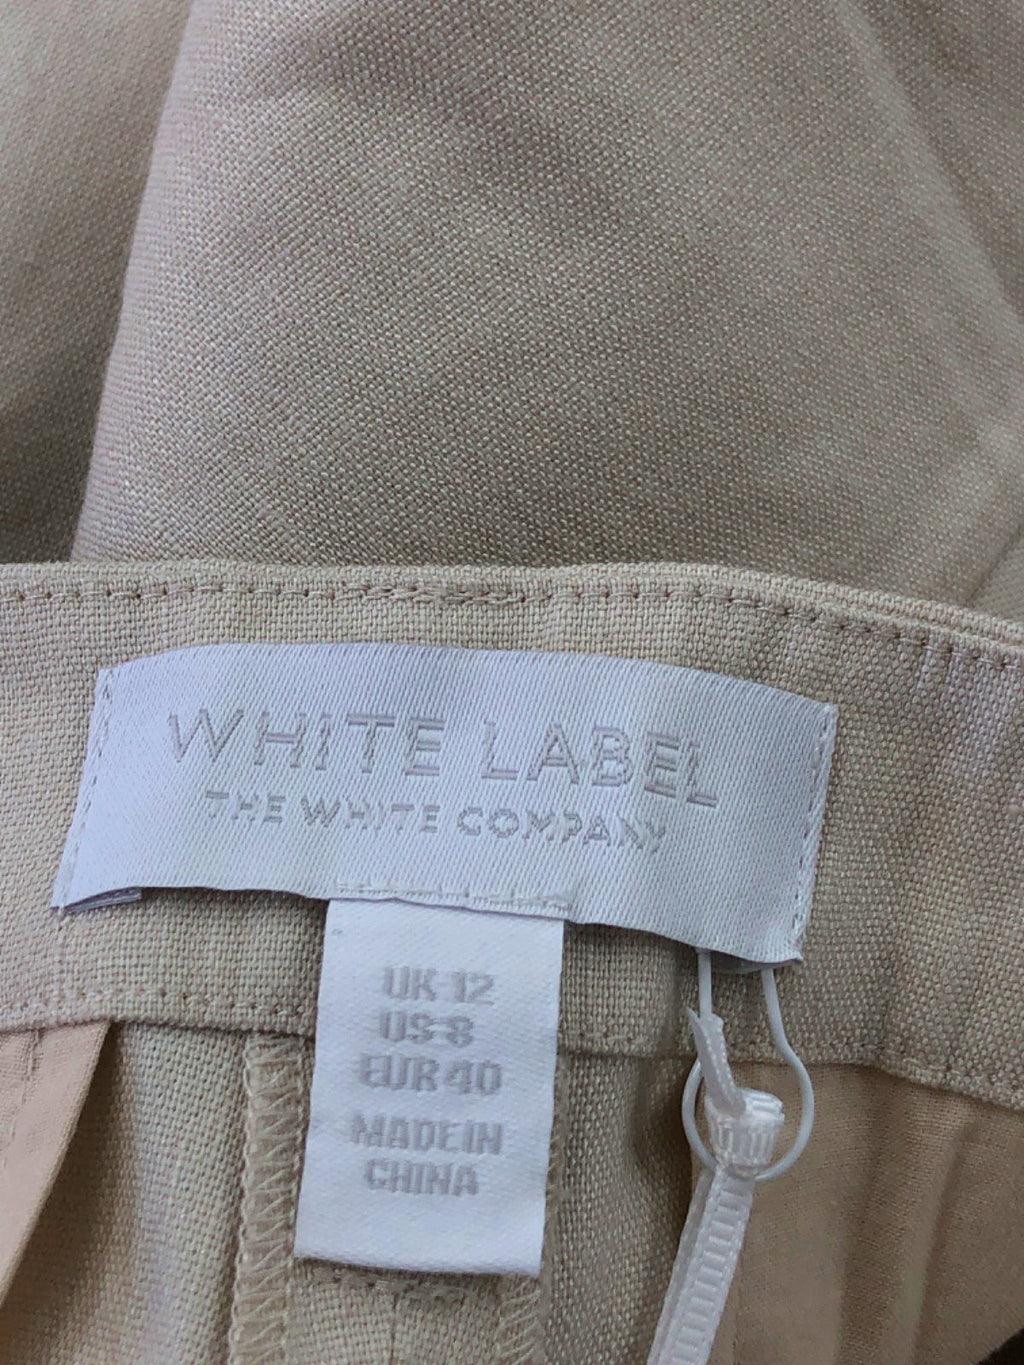 WHITE LABEL
THE WHITE COMPANY
UK 12
US 8
EUR 40
MADE IN
CHINA